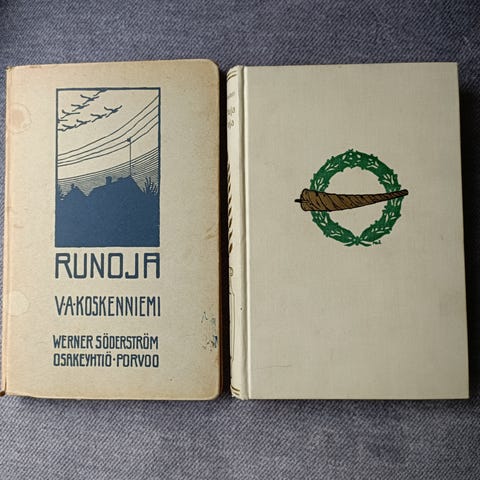 RUNOJA
V·A·KOSKENNIEMI
WERNER SÖDERSTRÖM
OSAKEYHTIÖ·PORVOO